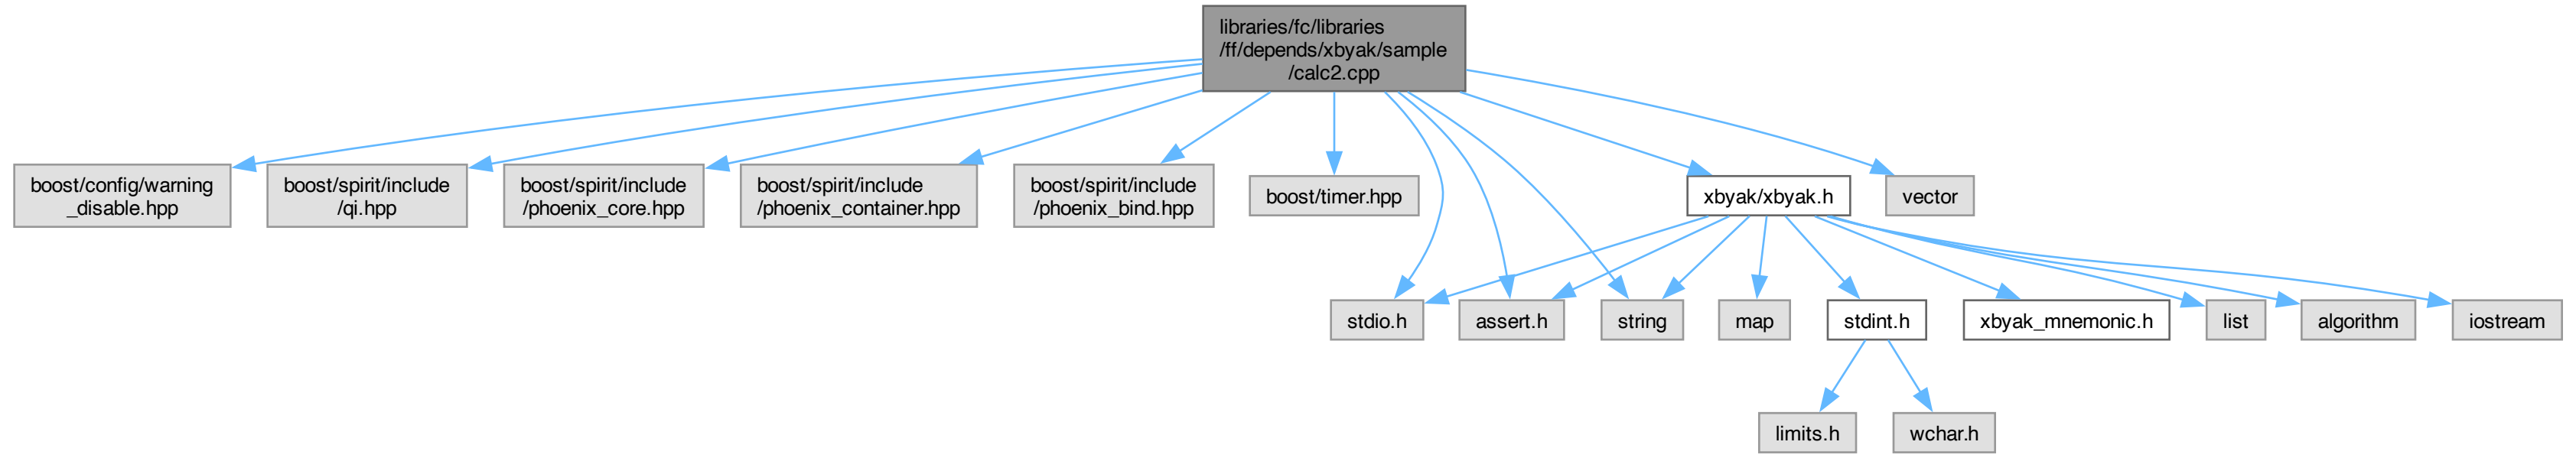 libraries/fc/libraries
/ff/depends/xbyak/sample
/calc2.cpp
boost/config/warning
_disable.hpp
boost/spirit/include
/qi.hpp
boost/spirit/include
/phoenix_core.hpp
boost/spirit/include
/phoenix_container.hpp
boost/spirit/include
/phoenix_bind.hpp
boost/timer.hpp
xbyak/xbyak.h
vector
stdio.h
assert.h
string
map
stdint.h
xbyak_mnemonic.h
list
algorithm
iostream
limits.h
wchar.h